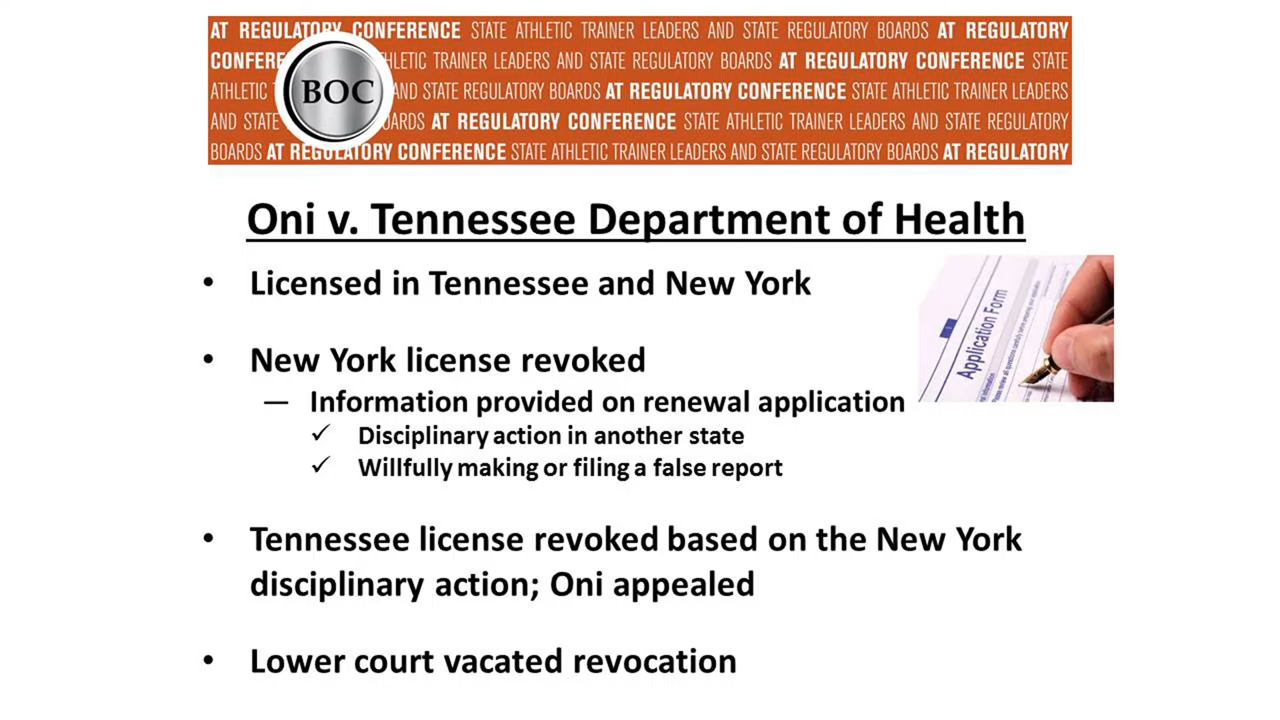 AT REGULATORY CONFERENCE STATE ATHLETIC TRAINER LEADERS AND STATE REGULATORY BOARDS AT REGULATORY
CONFERE HLETIC TRAINER LEADERS AND STATE REGULATORY BOARDS AT REGULATORY CONFERENCE STATE
ATHLETIC T AND STATE REGULATORY BOARDS AT REGULATORY CONFERENCE STATE ATHLETIC TRAINER LEADERS
AND STATE ARDS AT REGULATORY CONFERENCE STATE ATHLETIC TRAINER LEADERS AND STATE REGULATORY
BOARDS AT REGULATORY CONFERENCE STATE ATHLETIC TRAINER LEADERS AND STATE REGULATORY BOARDS AT REGULATORY
BOC
Oni v. Tennessee Department of Health
• Licensed in Tennessee and New York
• New York license revoked
— Information provided on renewal application
✓ Disciplinary action in another state
✓ Willfully making or filing a false report
• Tennessee license revoked based on the New York
disciplinary action; Oni appealed
• Lower court vacated revocation
Application Form